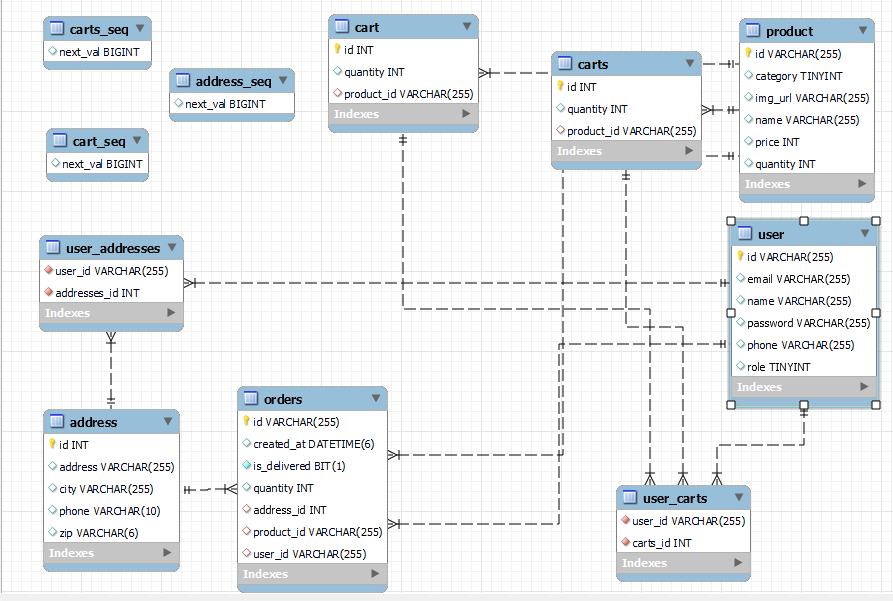 carts_seq
next_val BIGINT
address_seq
next_val BIGINT
cart_seq
next_val BIGINT
cart
id INT
quantity INT
product_id VARCHAR(255)
Indexes
carts
id INT
quantity INT
product_id VARCHAR(255)
Indexes
product
id VARCHAR(255)
category TINYINT
img_url VARCHAR(255)
name VARCHAR(255)
price INT
quantity INT
Indexes
user_addresses
user_id VARCHAR(255)
addresses_id INT
Indexes
user
id VARCHAR(255)
email VARCHAR(255)
name VARCHAR(255)
password VARCHAR(255)
phone VARCHAR(255)
role TINYINT
Indexes
address
id INT
address VARCHAR(255)
city VARCHAR(255)
phone VARCHAR(10)
zip VARCHAR(6)
Indexes
orders
id VARCHAR(255)
created_at DATETIME(6)
is_delivered BIT(1)
quantity INT
address_id INT
product_id VARCHAR(255)
user_id VARCHAR(255)
Indexes
user_carts
user_id VARCHAR(255)
carts_id INT
Indexes